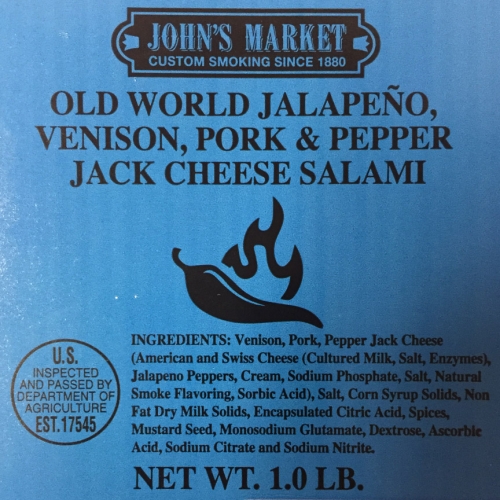 JOHN'S MARKET
CUSTOM SMOKING SINCE 1880
OLD WORLD JALAPEÑO,
VENISON, PORK & PEPPER
JACK CHEESE SALAMI
INGREDIENTS: Venison, Pork, Pepper Jack Cheese
(American and Swiss Cheese (Cultured Milk, Salt, Enzymes),
Jalapeno Peppers, Cream, Sodium Phosphate, Salt, Natural
Smoke Flavoring, Sorbic Acid), Salt, Corn Syrup Solids, Non
Fat Dry Milk Solids, Encapsulated Citric Acid, Spices,
Mustard Seed, Monosodium Glutamate, Dextrose, Ascorbic
Acid, Sodium Citrate and Sodium Nitrite.
U.S.
INSPECTED
AND PASSED BY
DEPARTMENT OF
AGRICULTURE
EST.17545
NET WT. 1.0 LB.